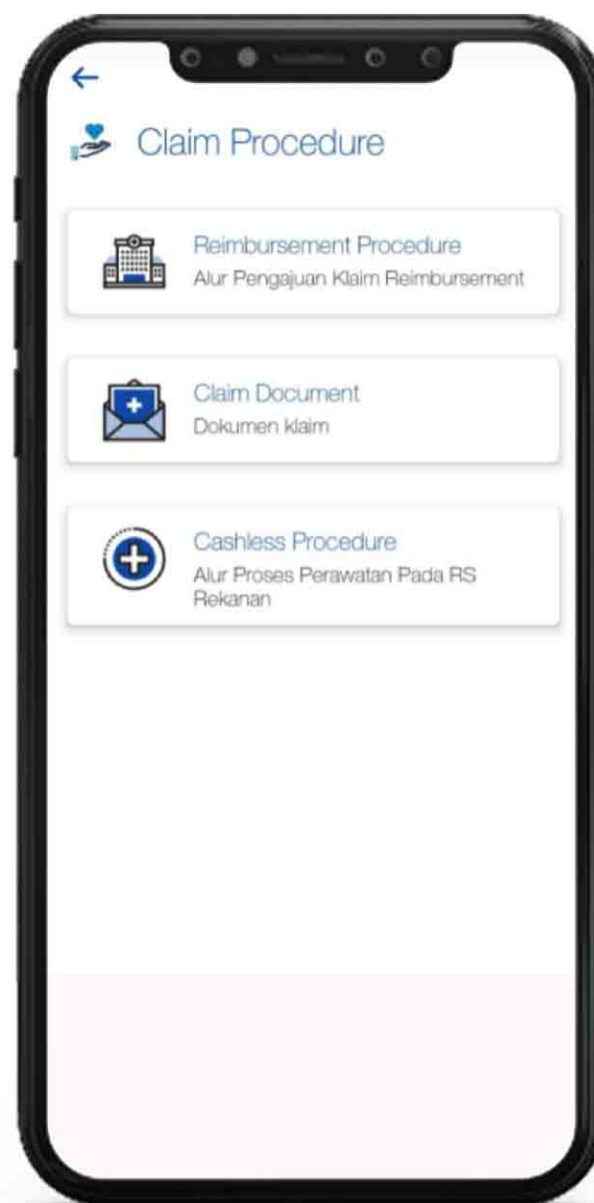 Claim Procedure
Reimbursement Procedure
Alur Pengajuan Klaim Reimbursement
Claim Document
Dokumen klaim
Cashless Procedure
Alur Proses Perawatan Pada RS
Rekanan